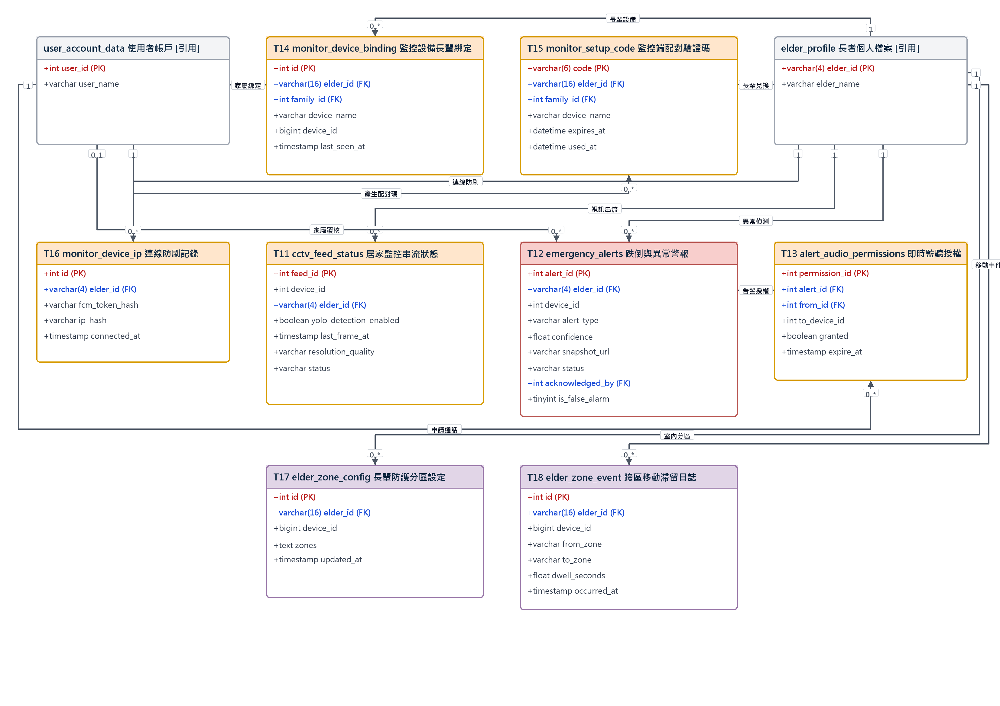 長輩設備
0..*
1
user_account_data 使用者帳戶 [引用]
+int user_id (PK)
+varchar user_name
1
家屬綁定
T14 monitor_device_binding 監控設備長輩綁定
+int id (PK)
+varchar(16) elder_id (FK)
+int family_id (FK)
+varchar device_name
+bigint device_id
+timestamp last_seen_at
T15 monitor_setup_code 監控端配對驗證碼
+varchar(6) code (PK)
+varchar(16) elder_id (FK)
+int family_id (FK)
+varchar device_name
+datetime expires_at
+datetime used_at
長輩兌換
elder_profile 長者個人檔案 [引用]
+varchar(4) elder_id (PK)
+varchar elder_name
1
1
0..1
1
1
1
1
連線防刷
產生配對碼
0..*
視訊串流
異常偵測
家屬覆核
0..*
0..*
0..*
0..*
T16 monitor_device_ip 連線防刷記錄
+int id (PK)
+varchar(4) elder_id (FK)
+varchar fcm_token_hash
+varchar ip_hash
+timestamp connected_at
T11 cctv_feed_status 居家監控串流狀態
+int feed_id (PK)
+int device_id
+varchar(4) elder_id (FK)
+boolean yolo_detection_enabled
+timestamp last_frame_at
+varchar resolution_quality
+varchar status
T12 emergency_alerts 跌倒與異常警報
+int alert_id (PK)
+varchar(4) elder_id (FK)
+int device_id
+varchar alert_type
+float confidence
+varchar snapshot_url
+varchar status
+int acknowledged_by (FK)
+tinyint is_false_alarm
告警授權
T13 alert_audio_permissions 即時監聽授權
+int permission_id (PK)
+int alert_id (FK)
+int from_id (FK)
+int to_device_id
+boolean granted
+timestamp expire_at
移動事件
0..*
申請通話
室內分區
0..*
0..*
T17 elder_zone_config 長輩防護分區設定
+int id (PK)
+varchar(16) elder_id (FK)
+bigint device_id
+text zones
+timestamp updated_at
T18 elder_zone_event 跨區移動滯留日誌
+int id (PK)
+varchar(16) elder_id (FK)
+bigint device_id
+varchar from_zone
+varchar to_zone
+float dwell_seconds
+timestamp occurred_at